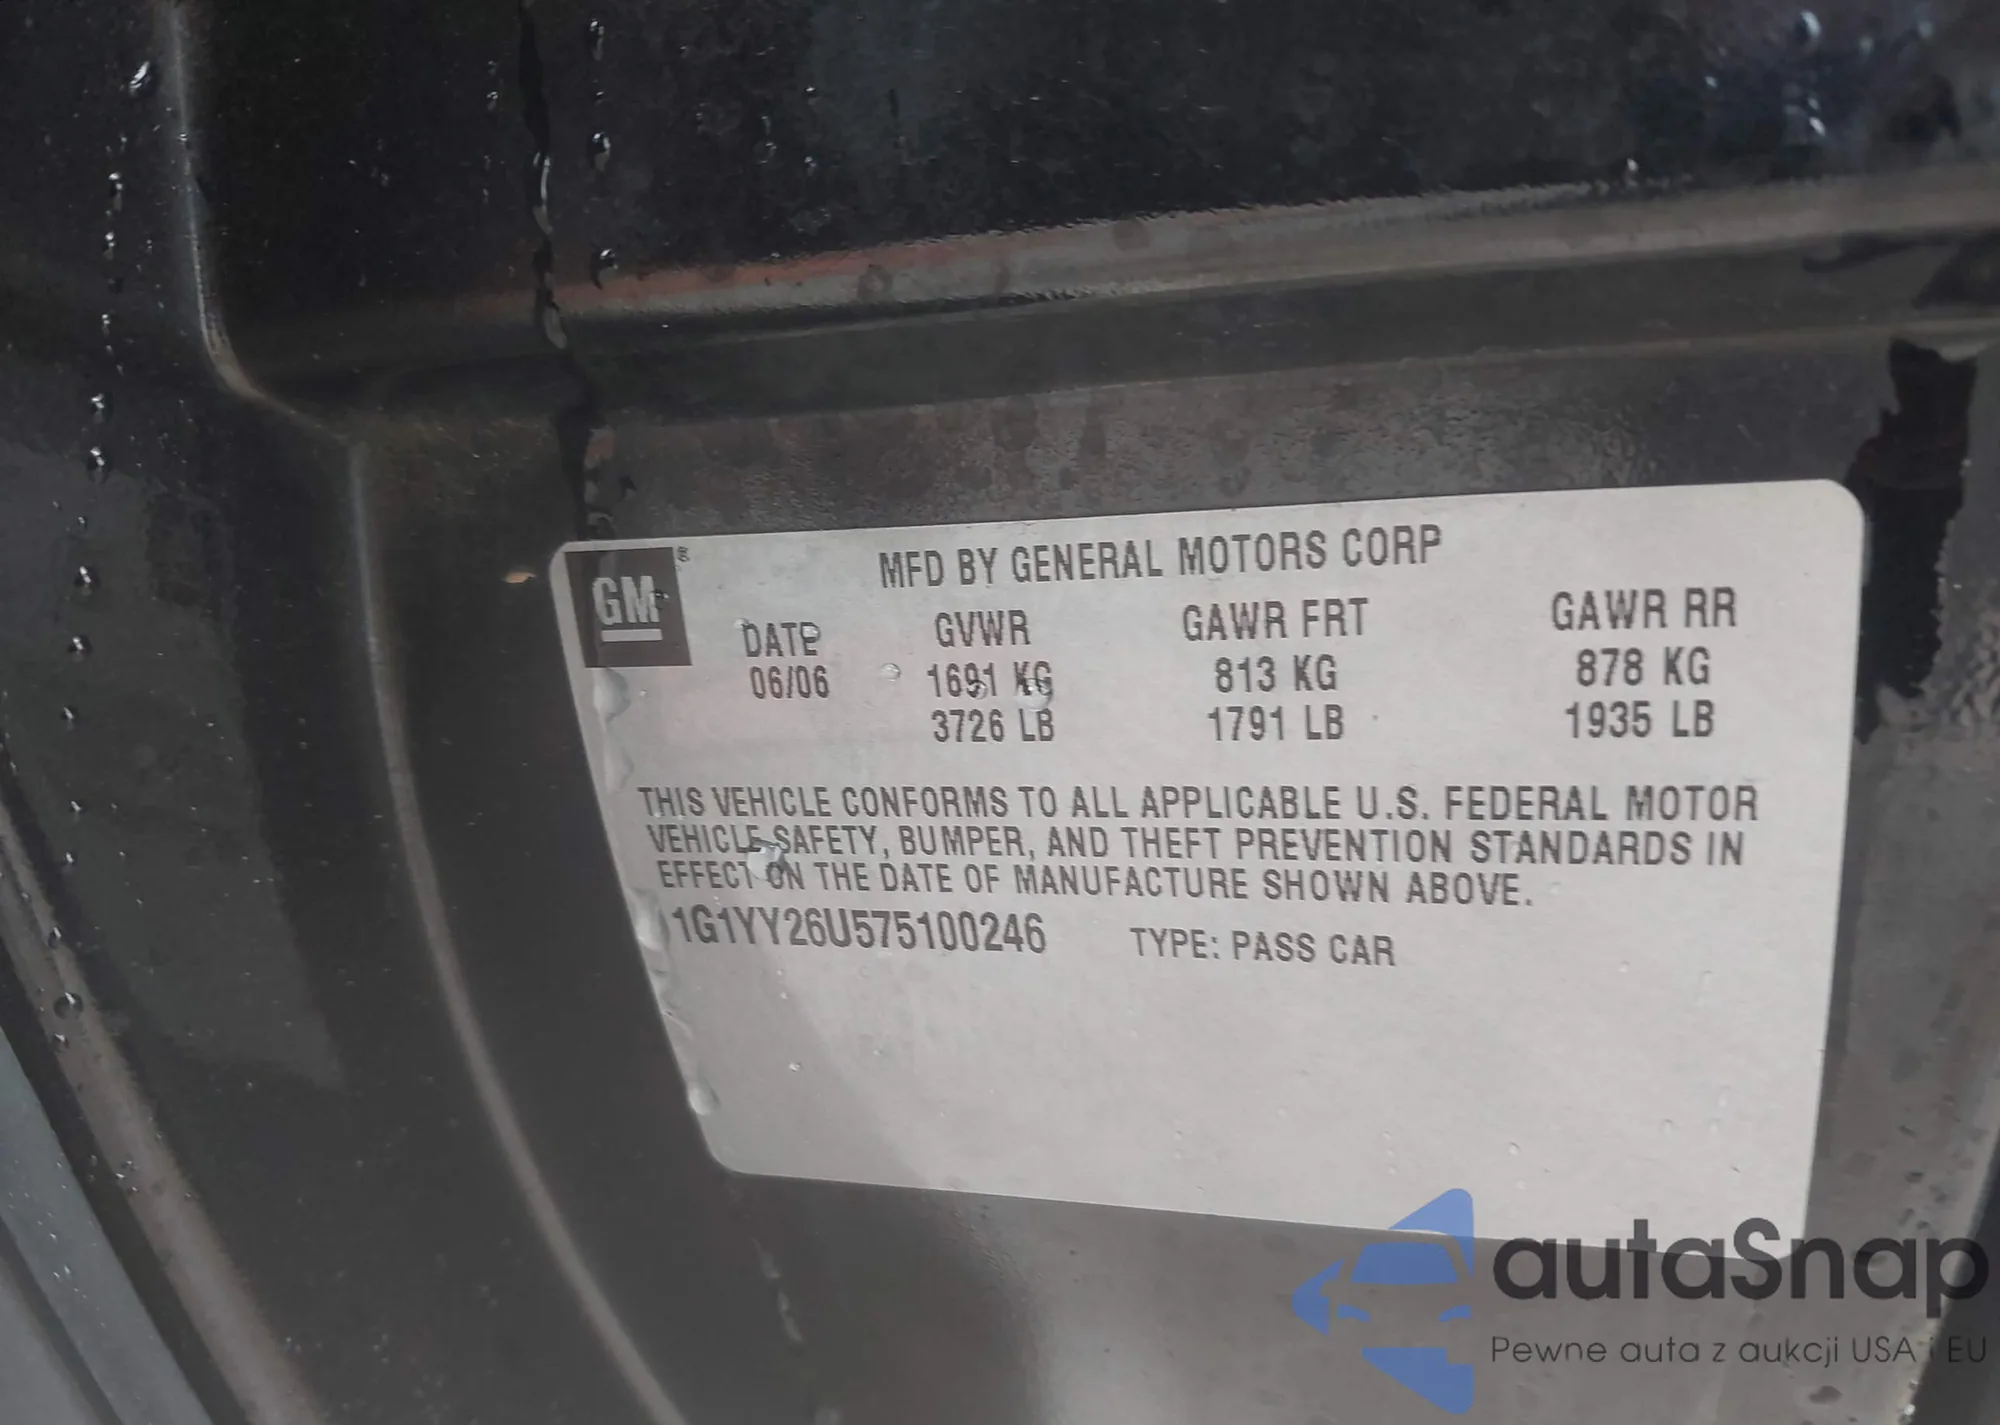 GM®
MFD BY GENERAL MOTORS CORP
DATE GVWR GAWR FRT GAWR RR
06/06 1691 KG 813 KG 878 KG
3726 LB 1791 LB 1935 LB
THIS VEHICLE CONFORMS TO ALL APPLICABLE U.S. FEDERAL MOTOR
VEHICLE SAFETY, BUMPER, AND THEFT PREVENTION STANDARDS IN
EFFECT ON THE DATE OF MANUFACTURE SHOWN ABOVE.
1G1YY26U575100246 TYPE: PASS CAR
autaSnap
Pewne auta z aukcji USA i EU